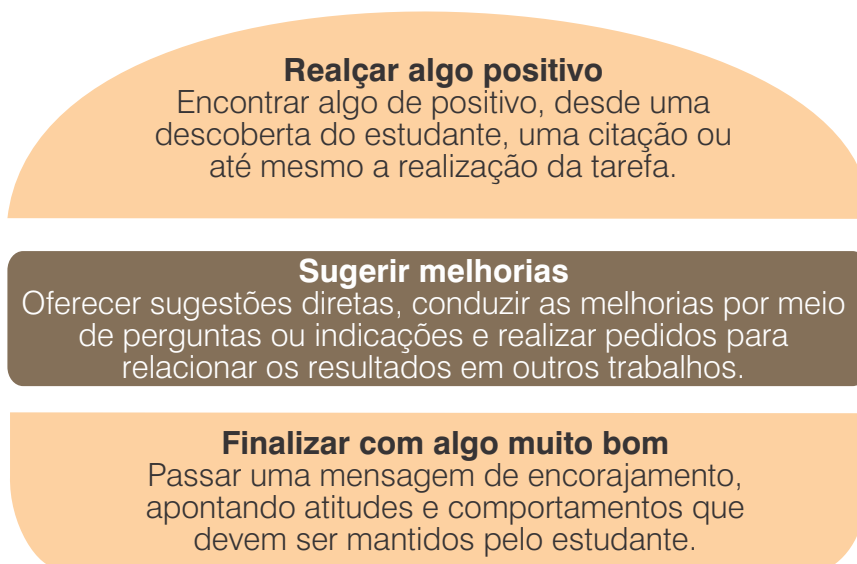 Realçar algo positivo
Encontrar algo de positivo, desde uma
descoberta do estudante, uma citação ou
até mesmo a realização da tarefa.
Sugerir melhorias
Oferecer sugestões diretas, conduzir as melhorias por meio
de perguntas ou indicações e realizar pedidos para
relacionar os resultados em outros trabalhos.
Finalizar com algo muito bom
Passar uma mensagem de encorajamento,
apontando atitudes e comportamentos que
devem ser mantidos pelo estudante.